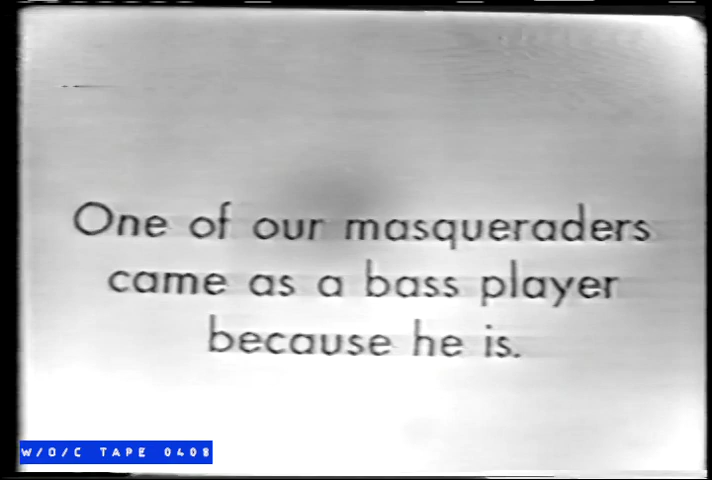 One of our masqueraders
came as a bass player
because he is.
W/O/C TAPE 0408